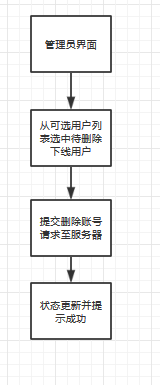 管理员界面
从可选用户列
表选中待删除
下线用户
提交删除账号
请求至服务器
状态更新并提
示成功